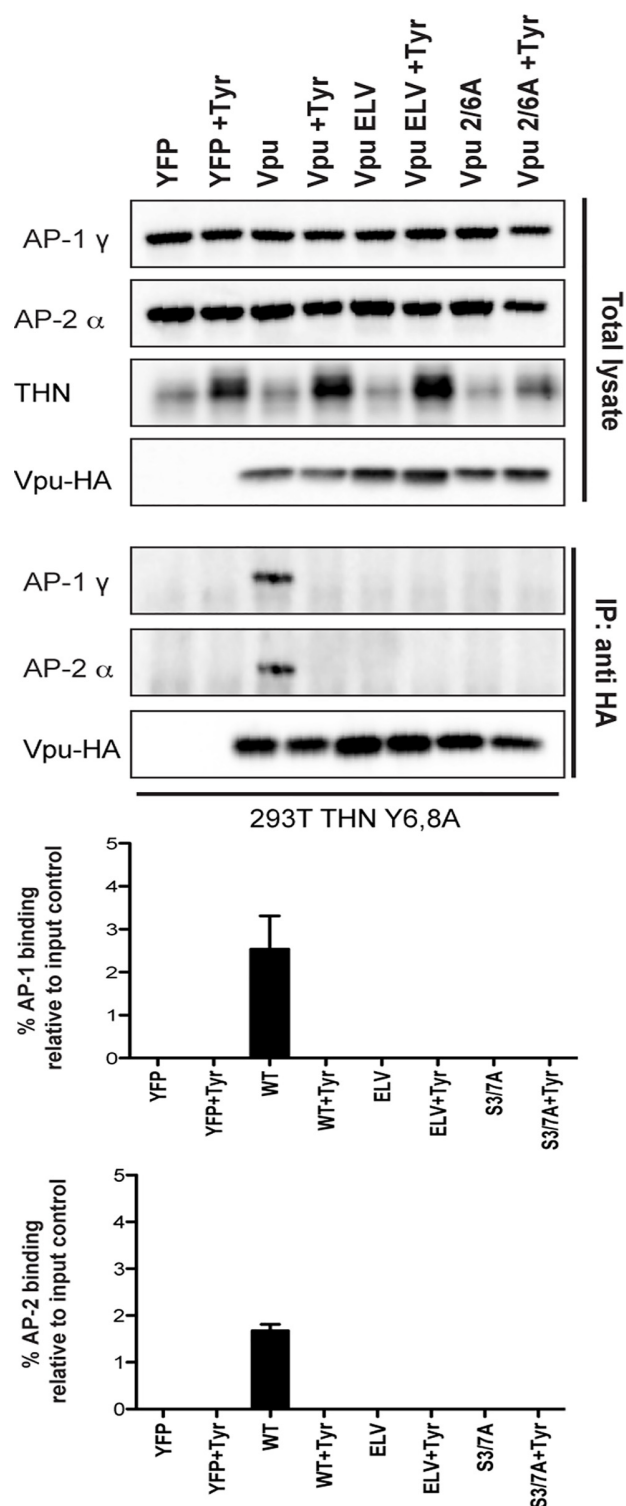 YFP
YFP +Tyr
Vpu
Vpu +Tyr
Vpu ELV
Vpu ELV +Tyr
Vpu 2/6A
Vpu 2/6A +Tyr
AP-1 γ
AP-2 α
THN
Vpu-HA
Total lysate
AP-1 γ
AP-2 α
Vpu-HA
IP: anti HA
293T THN Y6,8A
% AP-1 binding
relative to input control
5
4
3
2
1
0
YFP
YFP+Tyr
WT
WT+Tyr
ELV
ELV+Tyr
S3/7A
S3/7A+Tyr
% AP-2 binding
relative to input control
5
4
3
2
1
0
YFP
YFP+Tyr
WT
WT+Tyr
ELV
ELV+Tyr
S3/7A
S3/7A+Tyr